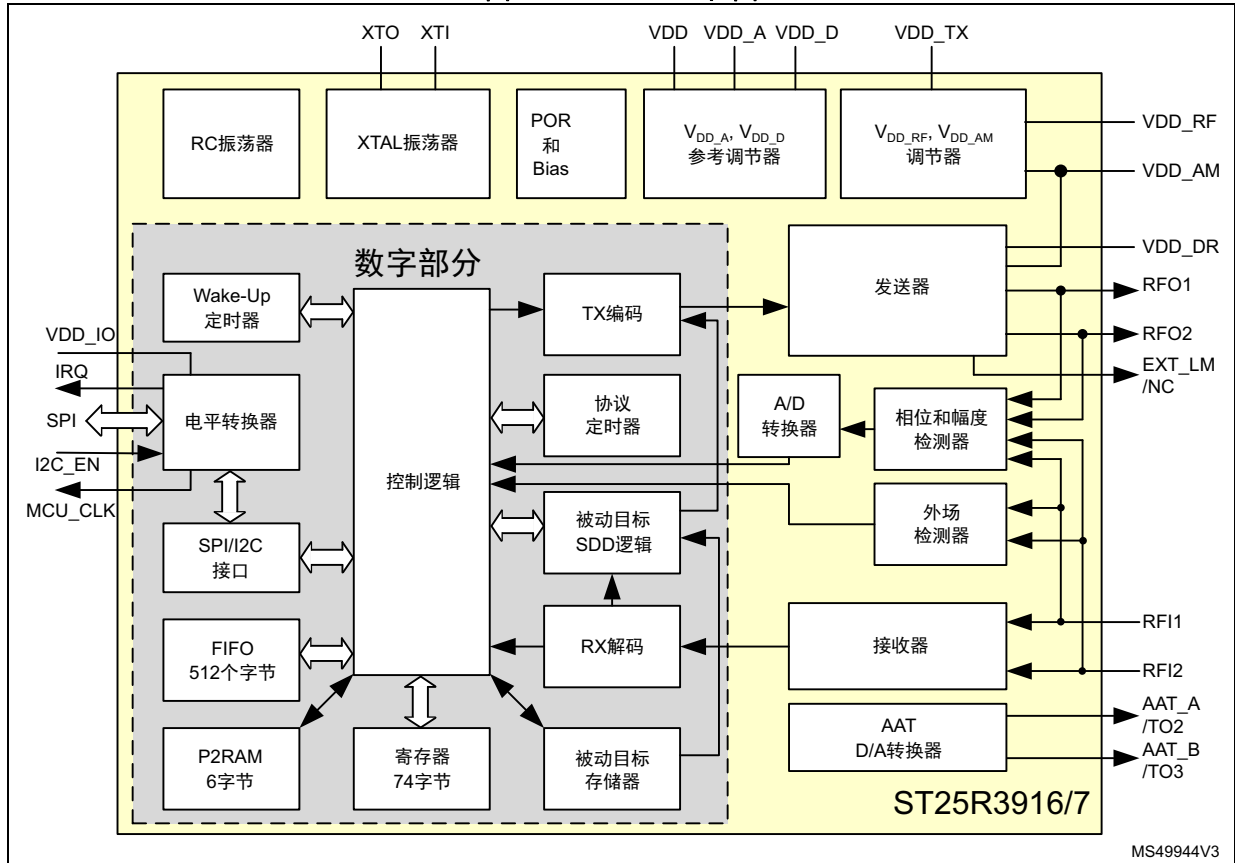 XTO XTI VDD VDD_A VDD_D VDD_TX
RC振荡器
XTAL振荡器
POR
和
Bias
VDD_A, VDD_D
参考调节器
VDD_RF, VDD_AM
调节器
VDD_RF
VDD_AM
数字部分
Wake-Up
定时器
TX编码
发送器
VDD_DR
RFO1
RFO2
EXT_LM
/NC
VDD_IO
IRQ
SPI
I2C_EN
MCU_CLK
电平转换器
控制逻辑
协议
定时器
A/D
转换器
相位和幅度
检测器
SPI/I2C
接口
被动目标
SDD逻辑
外场
检测器
FIFO
512个字节
RX解码
接收器
RFI1
RFI2
P2RAM
6字节
寄存器
74字节
被动目标
存储器
AAT
D/A转换器
AAT_A
/TO2
AAT_B
/TO3
ST25R3916/7
MS49944V3